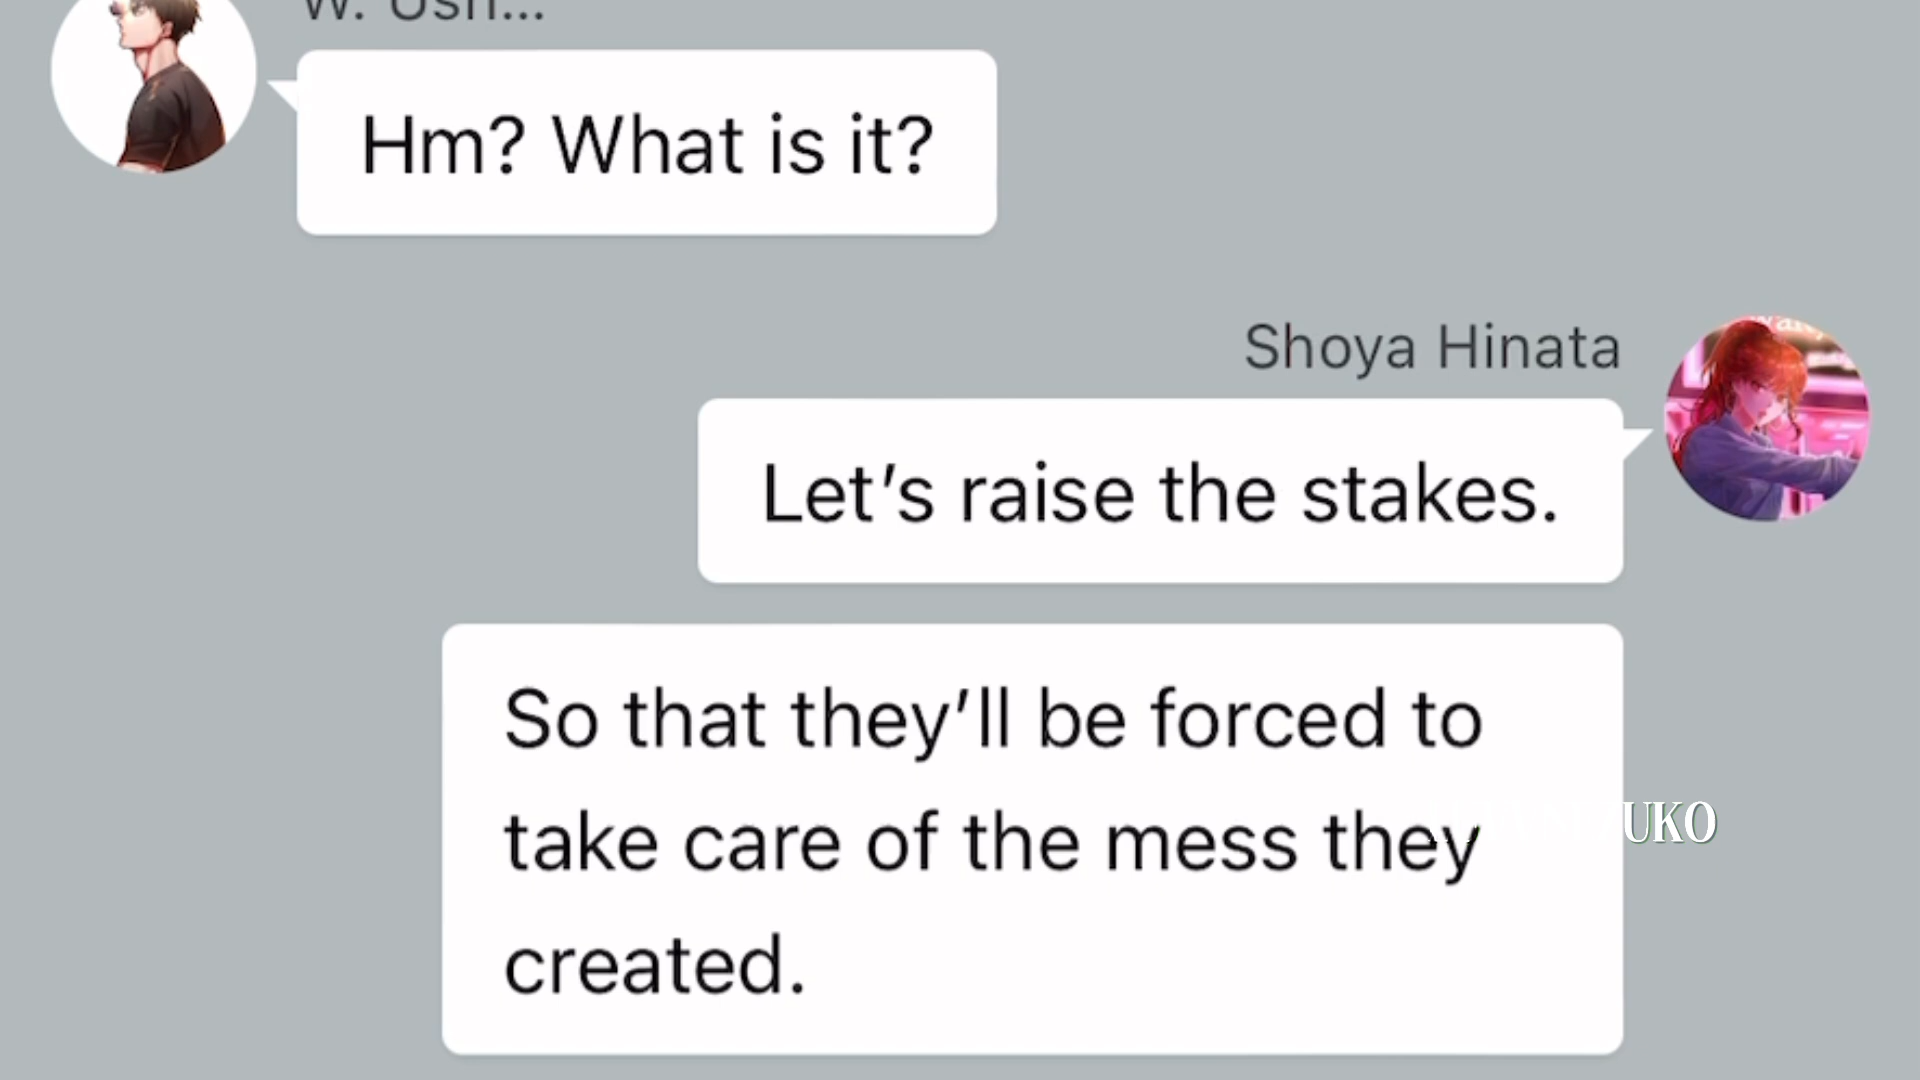 W. Ush...
Hm? What is it?
Shoya Hinata
Let's raise the stakes.
So that they'll be forced to
take care of the mess they
created.